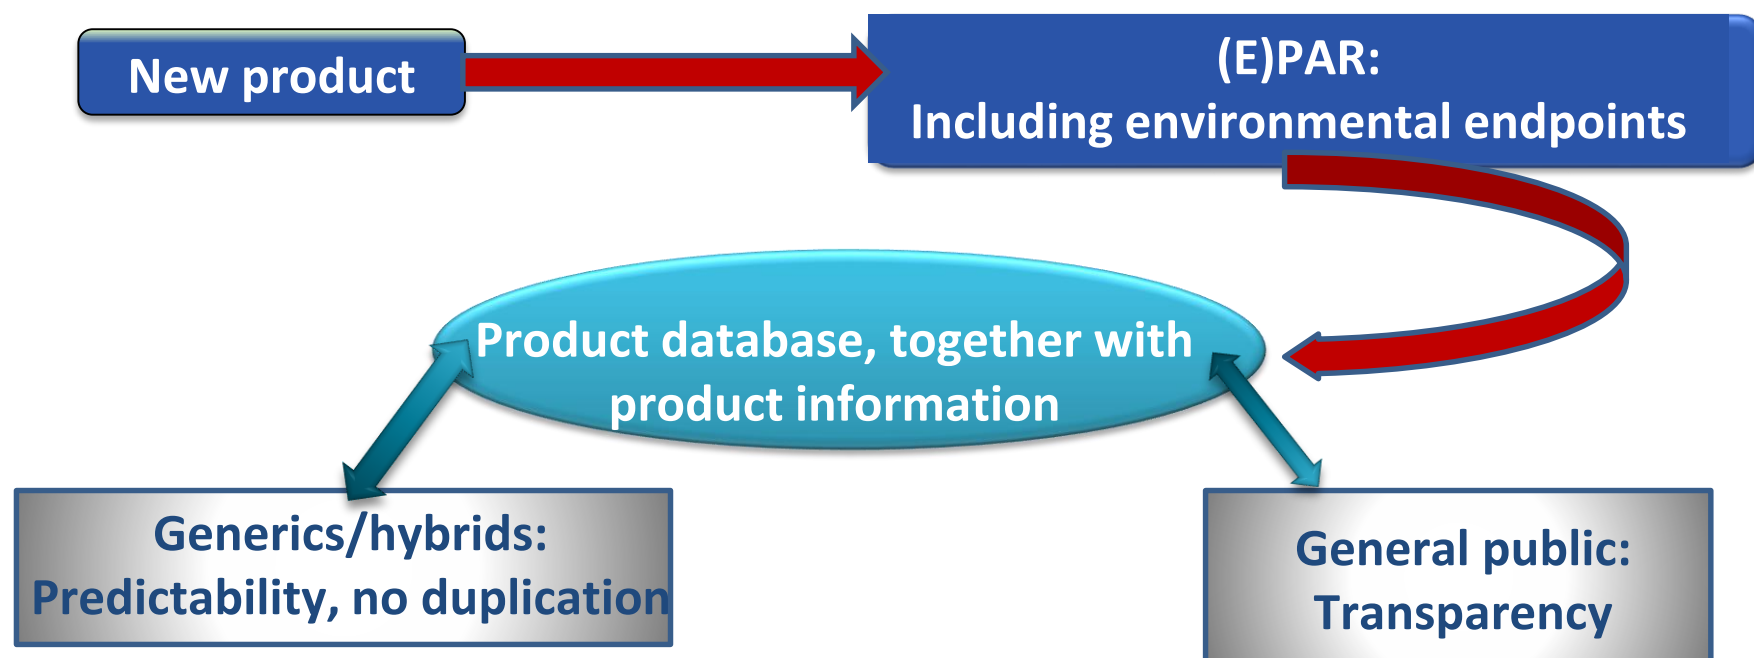 New product
(E)PAR:
Including environmental endpoints
Product database, together with
product information
Generics/hybrids:
Predictability, no duplication
General public:
Transparency